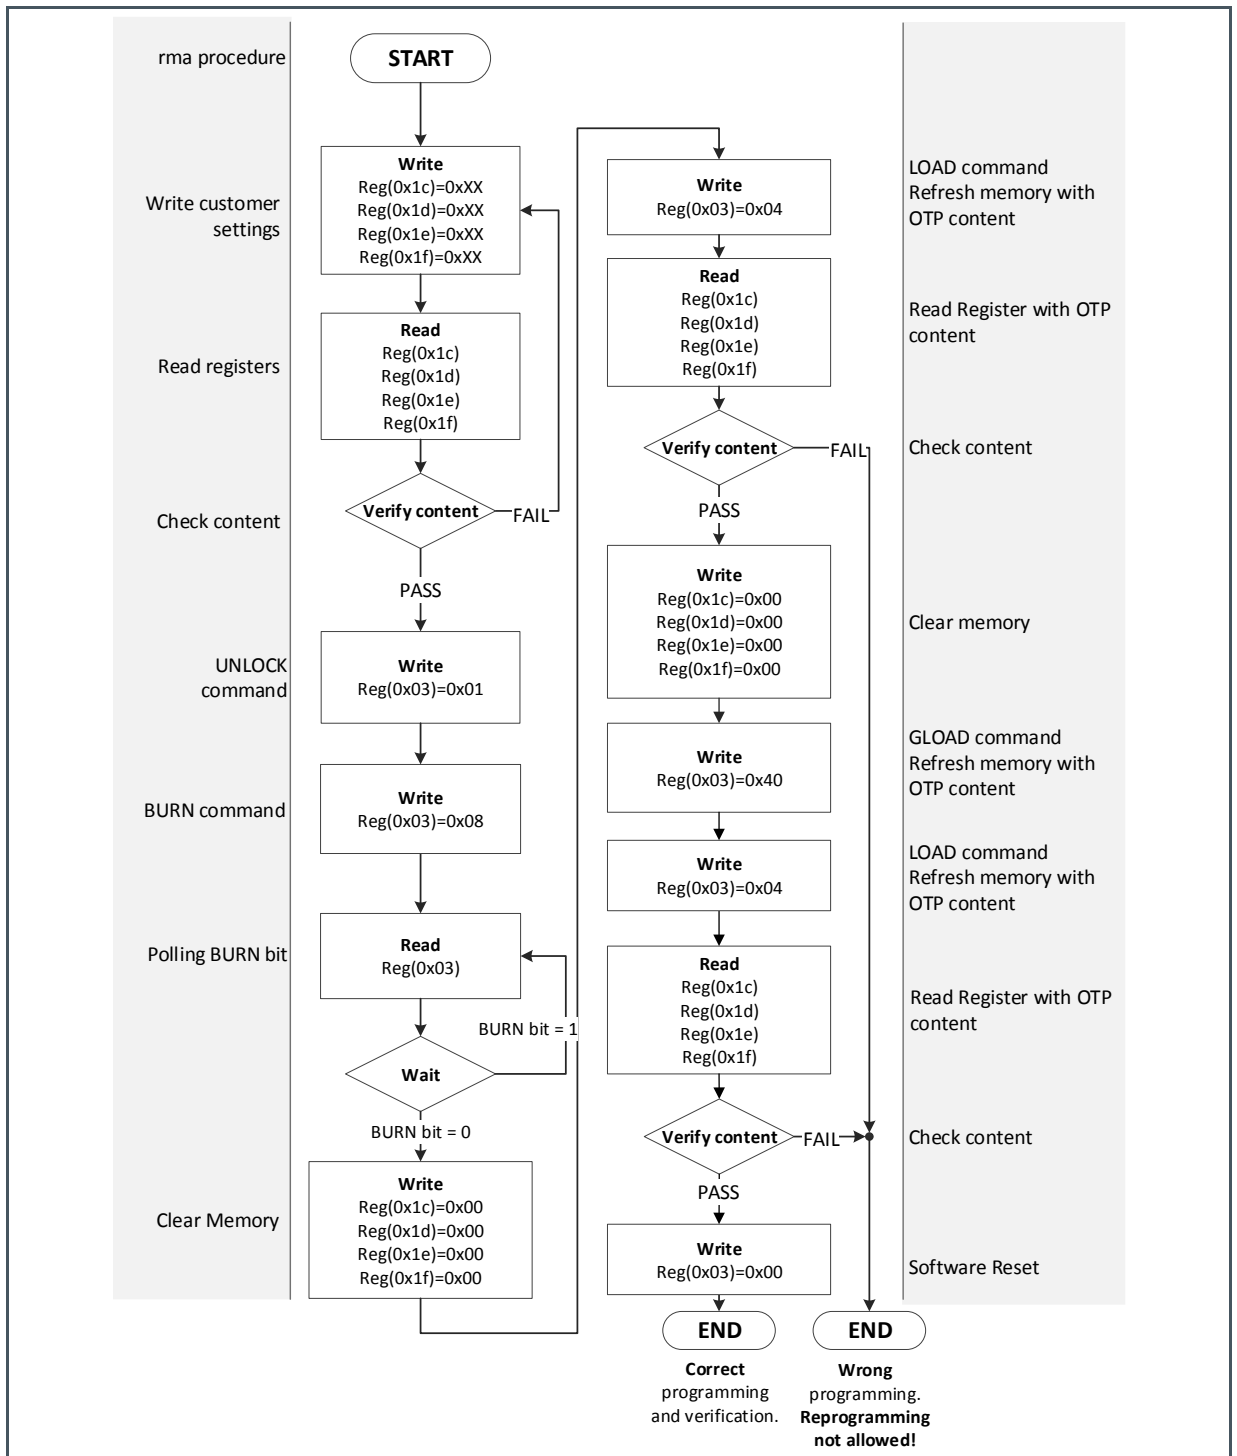 rma procedure
START
Write customer
settings
Write
Reg(0x1c)=0xXX
Reg(0x1d)=0xXX
Reg(0x1e)=0xXX
Reg(0x1f)=0xXX
Read registers
Read
Reg(0x1c)
Reg(0x1d)
Reg(0x1e)
Reg(0x1f)
Check content
Verify content
FAIL
PASS
UNLOCK
command
Write
Reg(0x03)=0x01
BURN command
Write
Reg(0x03)=0x08
Polling BURN bit
Read
Reg(0x03)
BURN bit = 1
Wait
BURN bit = 0
Clear Memory
Write
Reg(0x1c)=0x00
Reg(0x1d)=0x00
Reg(0x1e)=0x00
Reg(0x1f)=0x00
Write
Reg(0x03)=0x04
LOAD command
Refresh memory with
OTP content
Read
Reg(0x1c)
Reg(0x1d)
Reg(0x1e)
Reg(0x1f)
Read Register with OTP
content
Verify content
FAIL
Check content
PASS
Write
Reg(0x1c)=0x00
Reg(0x1d)=0x00
Reg(0x1e)=0x00
Reg(0x1f)=0x00
Clear memory
Write
Reg(0x03)=0x40
GLOAD command
Refresh memory with
OTP content
Write
Reg(0x03)=0x04
LOAD command
Refresh memory with
OTP content
Read
Reg(0x1c)
Reg(0x1d)
Reg(0x1e)
Reg(0x1f)
Read Register with OTP
content
Verify content
FAIL
Check content
PASS
Write
Reg(0x03)=0x00
Software Reset
END
Correct
programming
and verification.
END
Wrong
programming.
Reprogramming
not allowed!